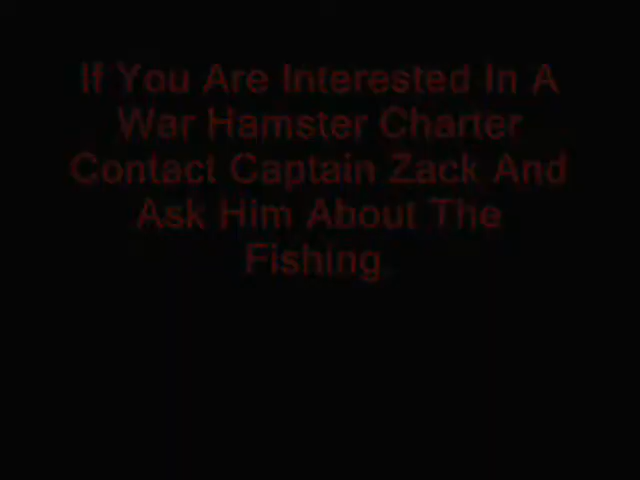 If You Are Interested In A
War Hamster Charter
Contact Captain Zack And
Ask Him About The
Fishing